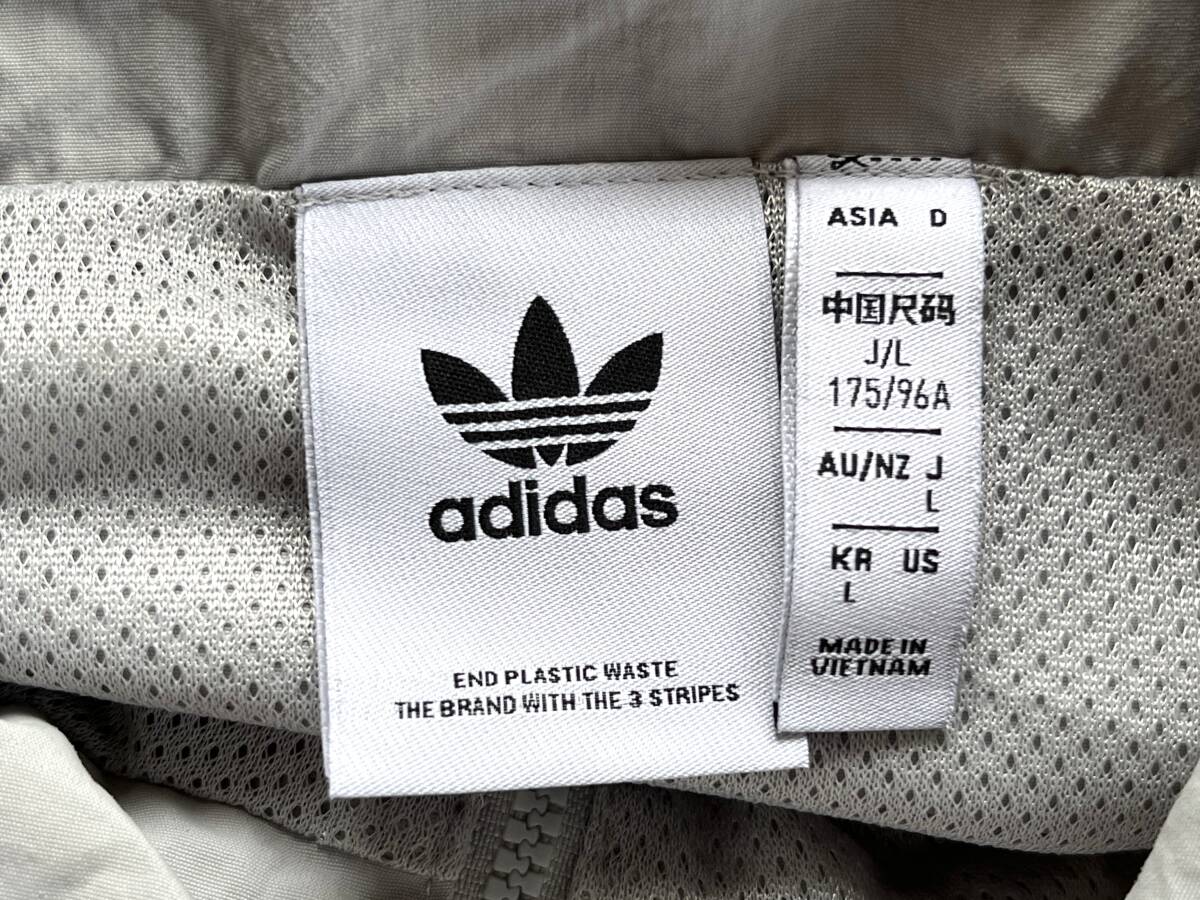 adidas
END PLASTIC WASTE
THE BRAND WITH THE 3 STRIPES
ASIA D
中国尺码
J/L
175/96A
AU/NZ J
L
KR US
L
MADE IN
VIETNAM